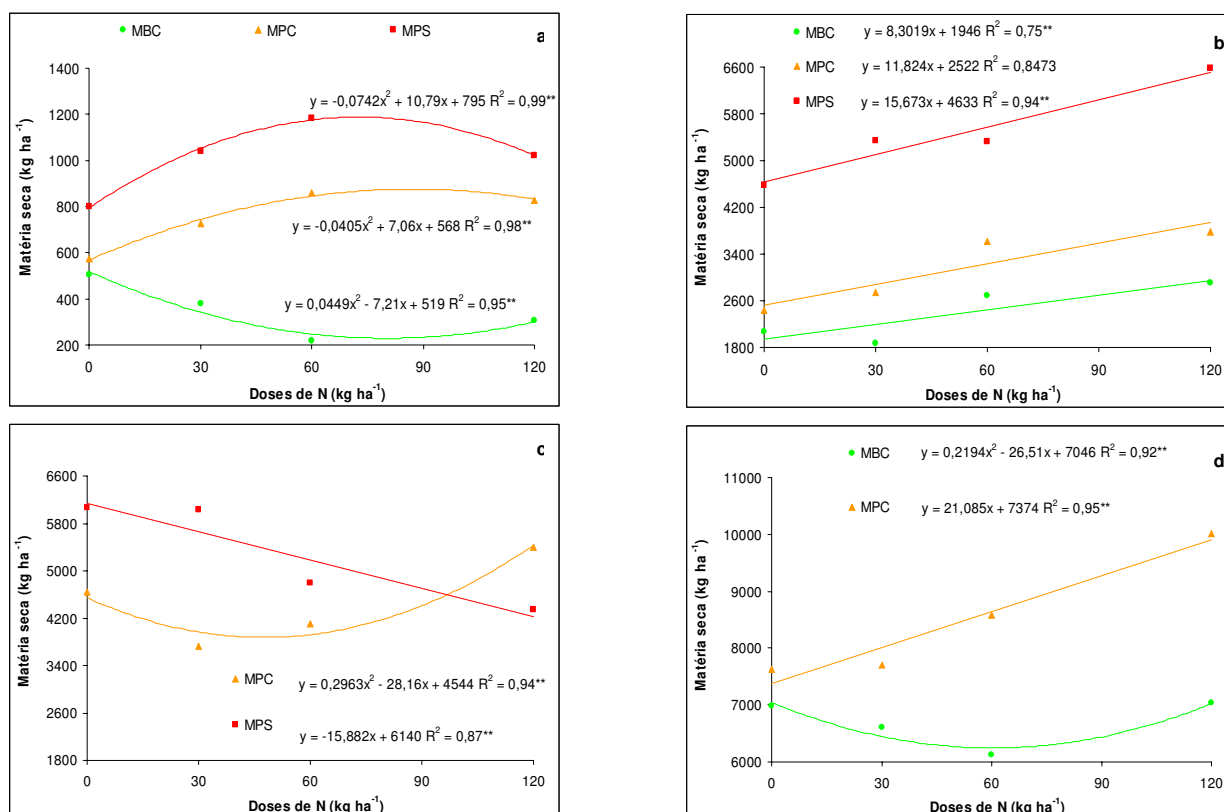 MBC MPC MPS a
y = -0,0742x² + 10,79x + 795 R² = 0,99**
y = -0,0405x² + 7,06x + 568 R² = 0,98**
y = 0,0449x² - 7,21x + 519 R² = 0,95**
1400
1200
1000
800
600
400
200
0 30 60 90 120
Matéria seca (kg ha⁻¹)
Doses de N (kg ha⁻¹)
MBC y = 8,3019x + 1946 R² = 0,75** b
MPC y = 11,824x + 2522 R² = 0,8473
MPS y = 15,673x + 4633 R² = 0,94**
6600
5800
5000
4200
3400
2600
1800
0 30 60 90 120
Matéria seca (kg ha⁻¹)
Doses de N (kg ha⁻¹)
c
6600
5800
5000
4200
3400
2600
1800
MPC
y = 0,2963x² - 28,16x + 4544 R² = 0,94**
MPS
y = -15,882x + 6140 R² = 0,87**
0 30 60 90 120
Matéria seca (kg ha⁻¹)
Doses de N (kg ha⁻¹)
MBC y = 0,2194x² - 26,51x + 7046 R² = 0,92** d
MPC y = 21,085x + 7374 R² = 0,95**
11000
10000
9000
8000
7000
6000
0 30 60 90 120
Matéria seca (kg ha⁻¹)
Doses de N (kg ha⁻¹)